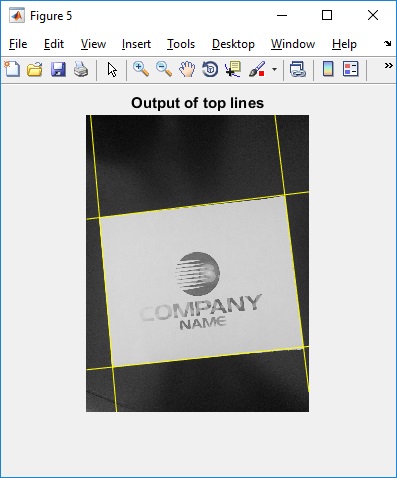 Figure 5
File Edit View Insert Tools Desktop Window Help
Output of top lines
S
COMPANY
NAME